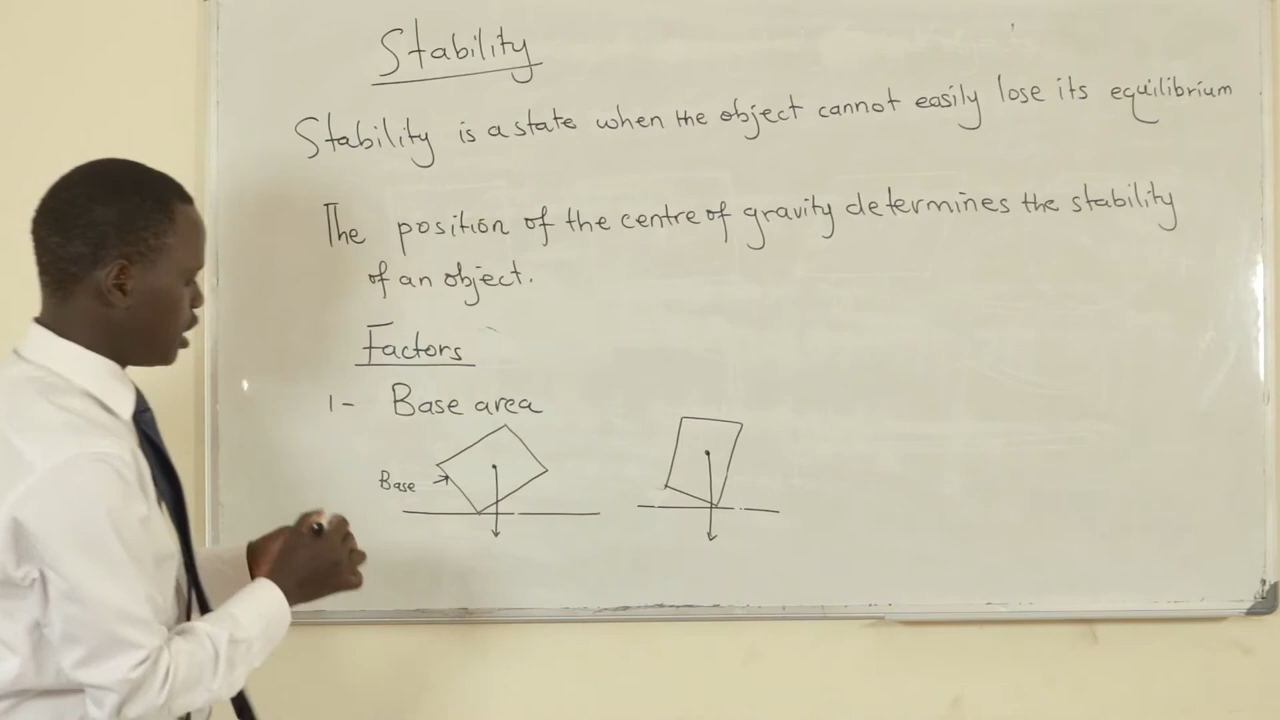 Stability
Stability is a state when the object cannot easily lose its equilibrium
The position of the centre of gravity determines the stability
of an object.
Factors
1- Base area
Base